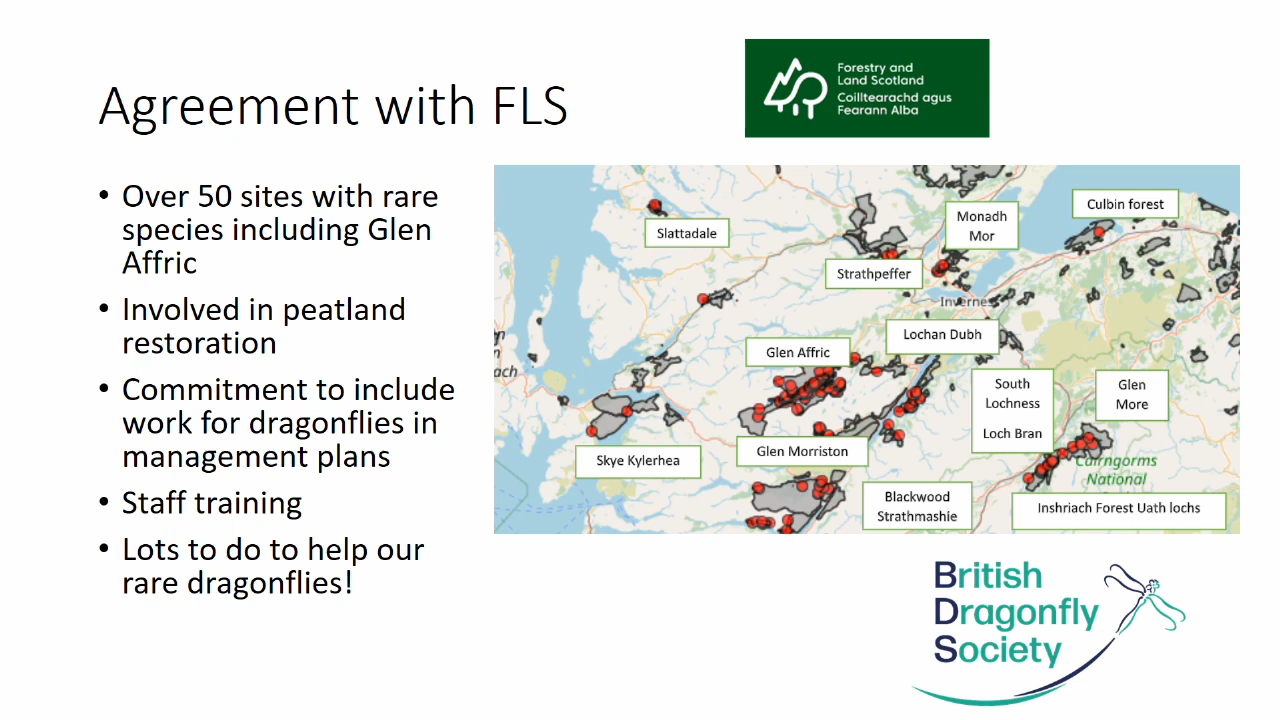 Agreement with FLS
Forestry and
Land Scotland
Coilltearachd agus
Fearann Alba
• Over 50 sites with rare
species including Glen
Affric
• Involved in peatland
restoration
• Commitment to include
work for dragonflies in
management plans
• Staff training
• Lots to do to help our
rare dragonflies!
Slattadale
Monadh
Mor
Culbin forest
Strathpeffer
Invernes
Lochan Dubh
Glen Affric
ach
South
Lochness
Loch Bran
Glen
More
Skye Kylerhea
Glen Morriston
Cairngorms
National
Blackwood
Strathmashie
Inshriach Forest Uath lochs
British
Dragonfly
Society